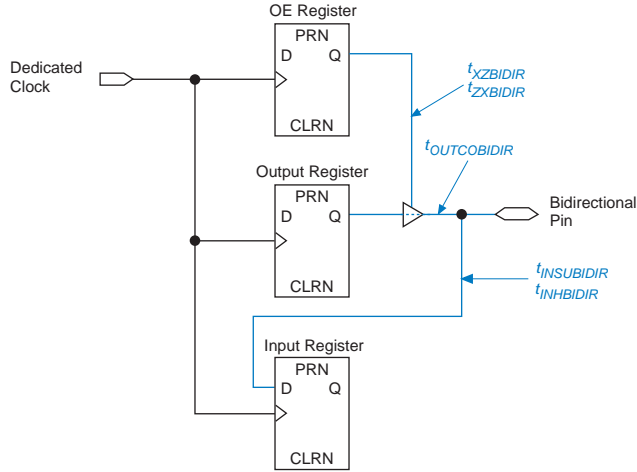 OE Register
PRN
D
Q
CLRN
Dedicated
Clock
tXZBIDIR
tZXBIDIR
tOUTCOBIDIR
Output Register
PRN
D
Q
CLRN
Bidirectional
Pin
tINSUBIDIR
tINHBIDIR
Input Register
PRN
D
Q
CLRN